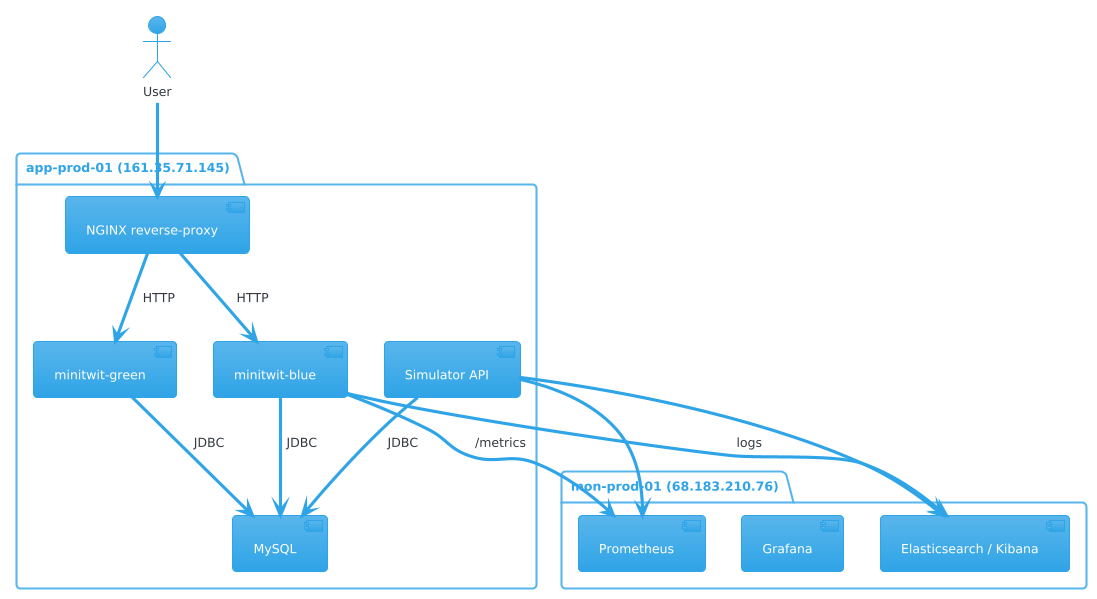 User
app-prod-01 (161.35.71.145)
NGINX reverse-proxy
HTTP
HTTP
minitwit-green
minitwit-blue
Simulator API
JDBC
JDBC
JDBC
/metrics
logs
mon-prod-01 (68.183.210.76)
MySQL
Prometheus
Grafana
Elasticsearch / Kibana